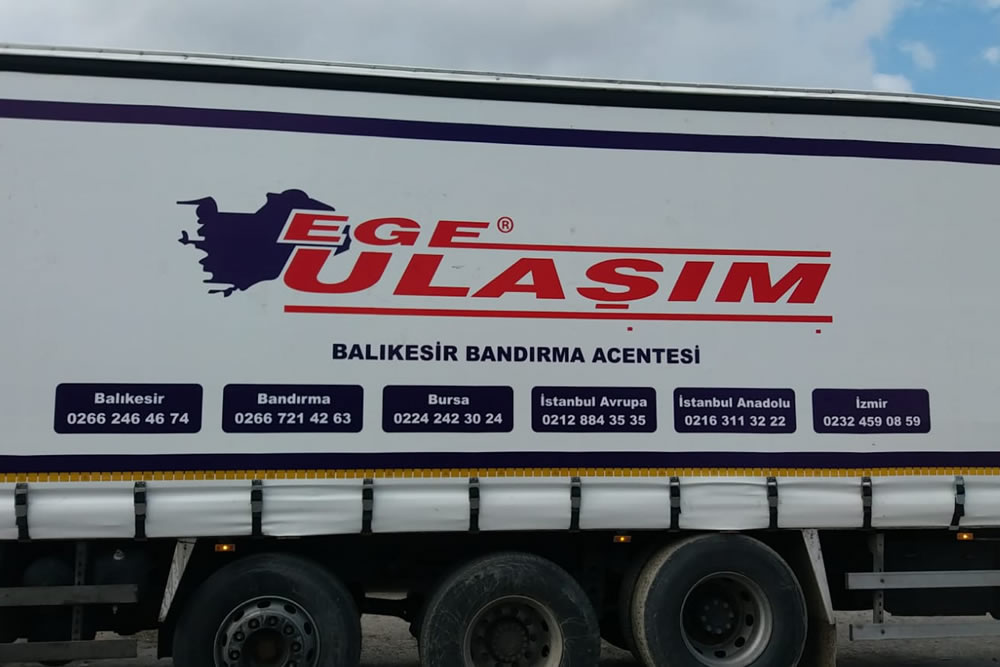 EGE®
ULAŞIM
BALIKESİR BANDIRMA ACENTESİ
Balıkesir
0266 246 46 74
Bandırma
0266 721 42 63
Bursa
0224 242 30 24
İstanbul Avrupa
0212 884 35 35
İstanbul Anadolu
0216 311 32 22
İzmir
0232 459 08 59